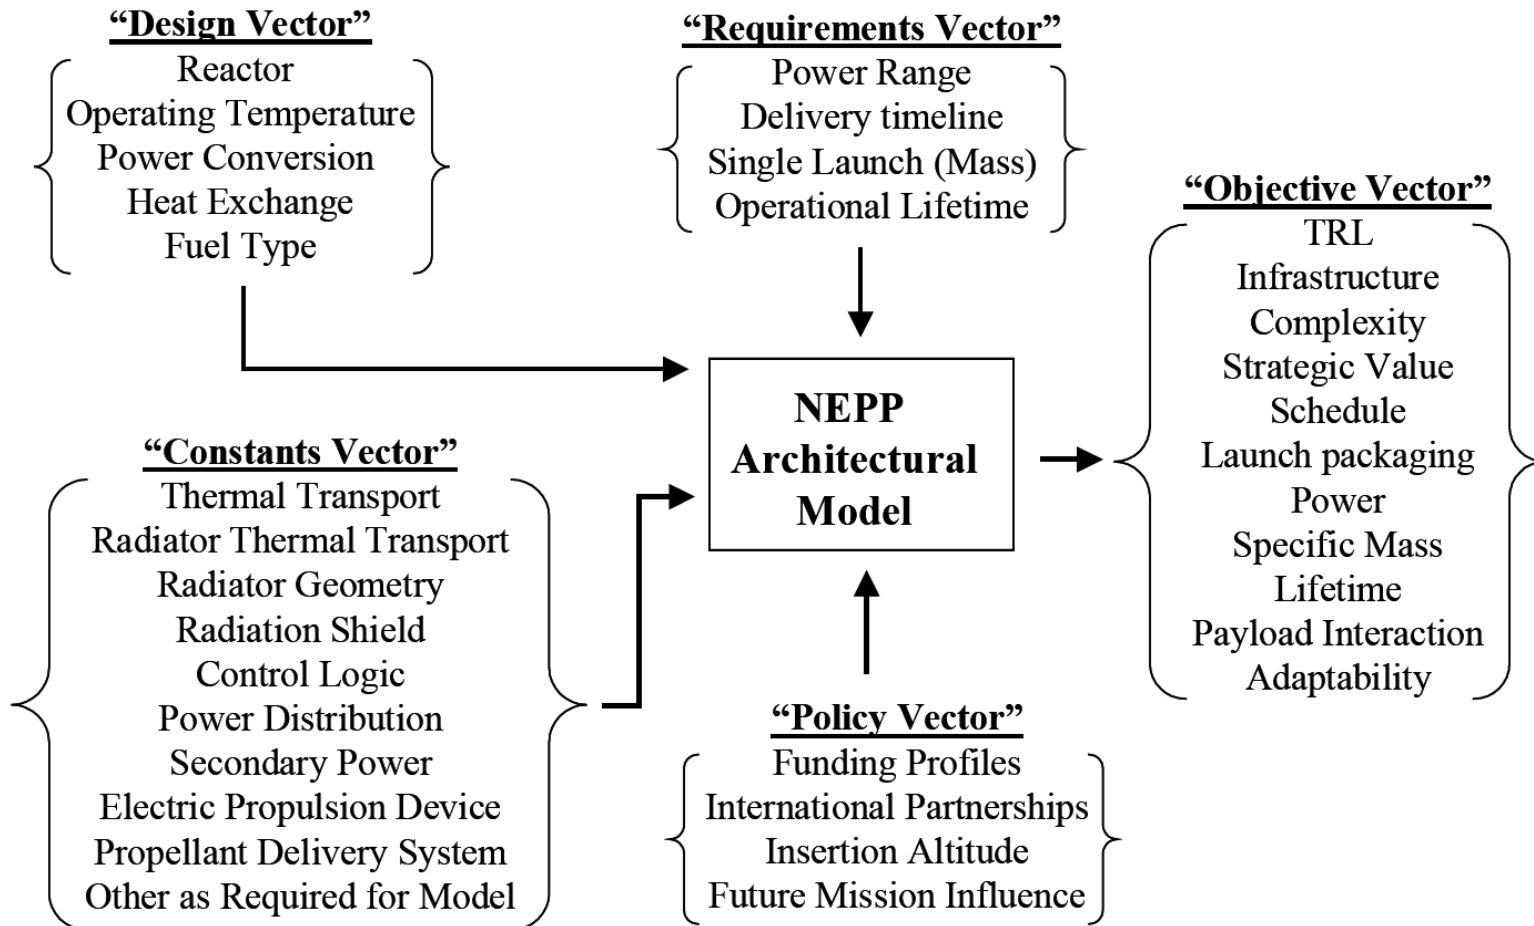 “Design Vector”
Reactor
Operating Temperature
Power Conversion
Heat Exchange
Fuel Type
“Requirements Vector”
Power Range
Delivery timeline
Single Launch (Mass)
Operational Lifetime
“Constants Vector”
Thermal Transport
Radiator Thermal Transport
Radiator Geometry
Radiation Shield
Control Logic
Power Distribution
Secondary Power
Electric Propulsion Device
Propellant Delivery System
Other as Required for Model
NEPP
Architectural
Model
“Policy Vector”
Funding Profiles
International Partnerships
Insertion Altitude
Future Mission Influence
“Objective Vector”
TRL
Infrastructure
Complexity
Strategic Value
Schedule
Launch packaging
Power
Specific Mass
Lifetime
Payload Interaction
Adaptability